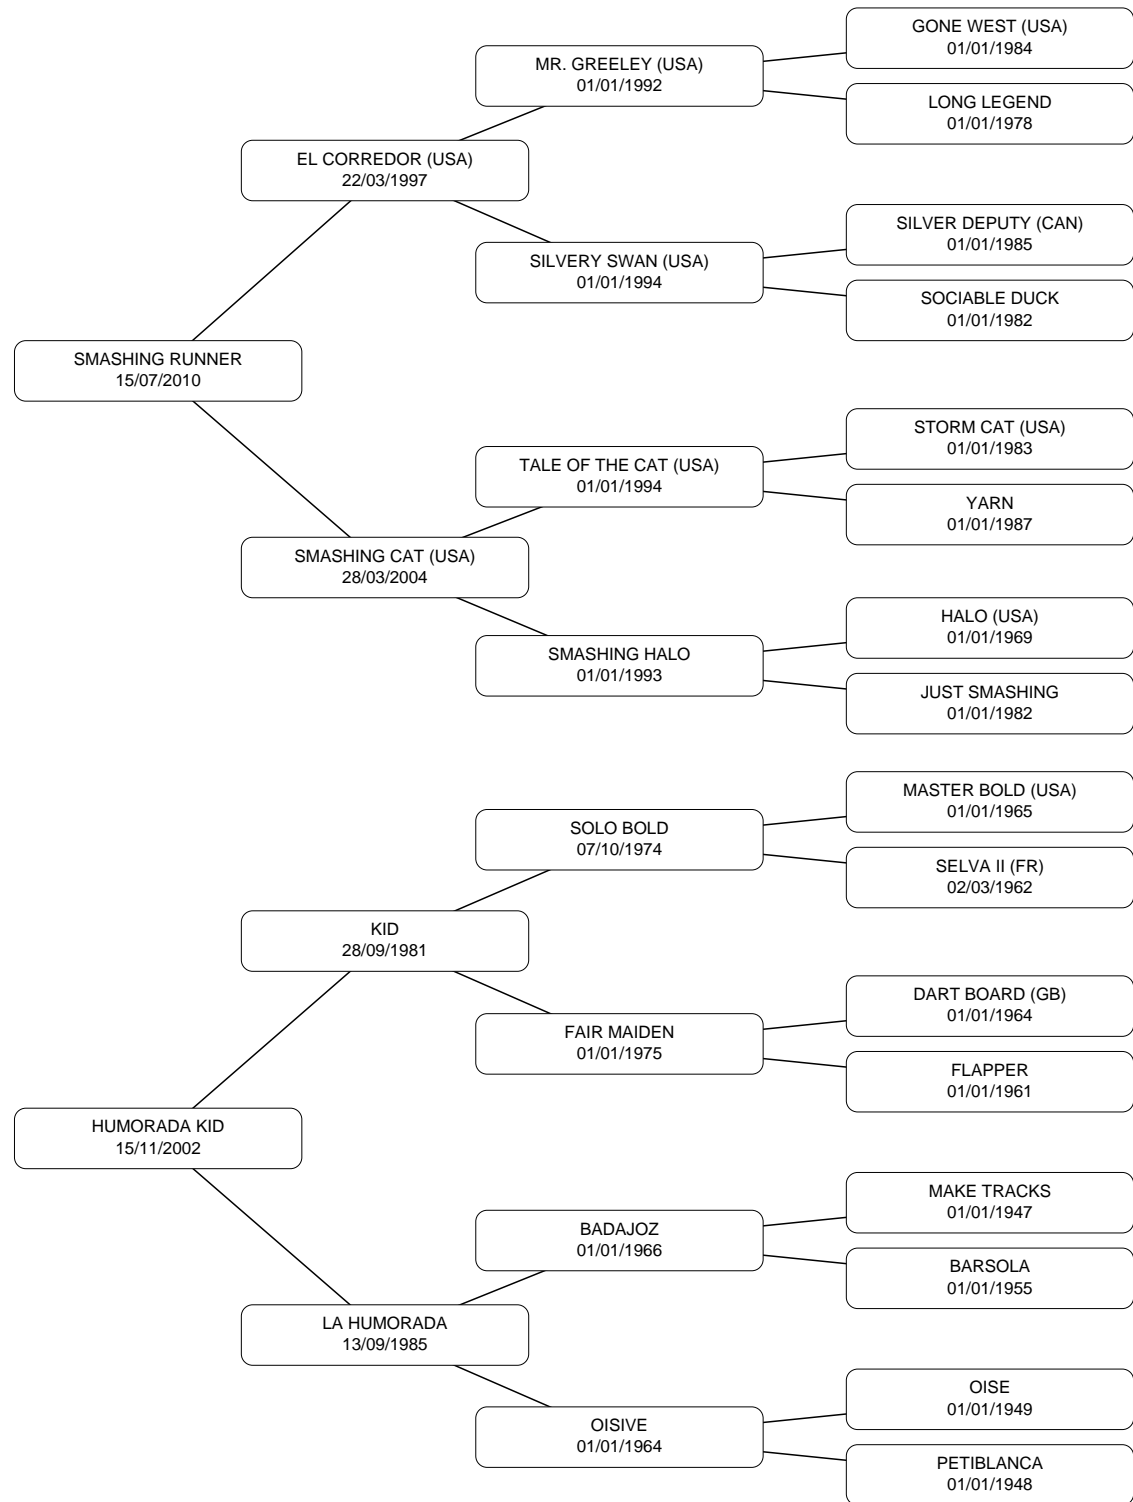 GONE WEST (USA)
01/01/1984
MR. GREELEY (USA)
01/01/1992
LONG LEGEND
01/01/1978
EL CORREDOR (USA)
22/03/1997
SILVER DEPUTY (CAN)
01/01/1985
SILVERY SWAN (USA)
01/01/1994
SOCIABLE DUCK
01/01/1982
SMASHING RUNNER
15/07/2010
STORM CAT (USA)
01/01/1983
TALE OF THE CAT (USA)
01/01/1994
YARN
01/01/1987
SMASHING CAT (USA)
28/03/2004
HALO (USA)
01/01/1969
SMASHING HALO
01/01/1993
JUST SMASHING
01/01/1982
MASTER BOLD (USA)
01/01/1965
SOLO BOLD
07/10/1974
SELVA II (FR)
02/03/1962
KID
28/09/1981
DART BOARD (GB)
01/01/1964
FAIR MAIDEN
01/01/1975
FLAPPER
01/01/1961
HUMORADA KID
15/11/2002
MAKE TRACKS
01/01/1947
BADAJOZ
01/01/1966
BARSOLA
01/01/1955
LA HUMORADA
13/09/1985
OISE
01/01/1949
OISIVE
01/01/1964
PETIBLANCA
01/01/1948